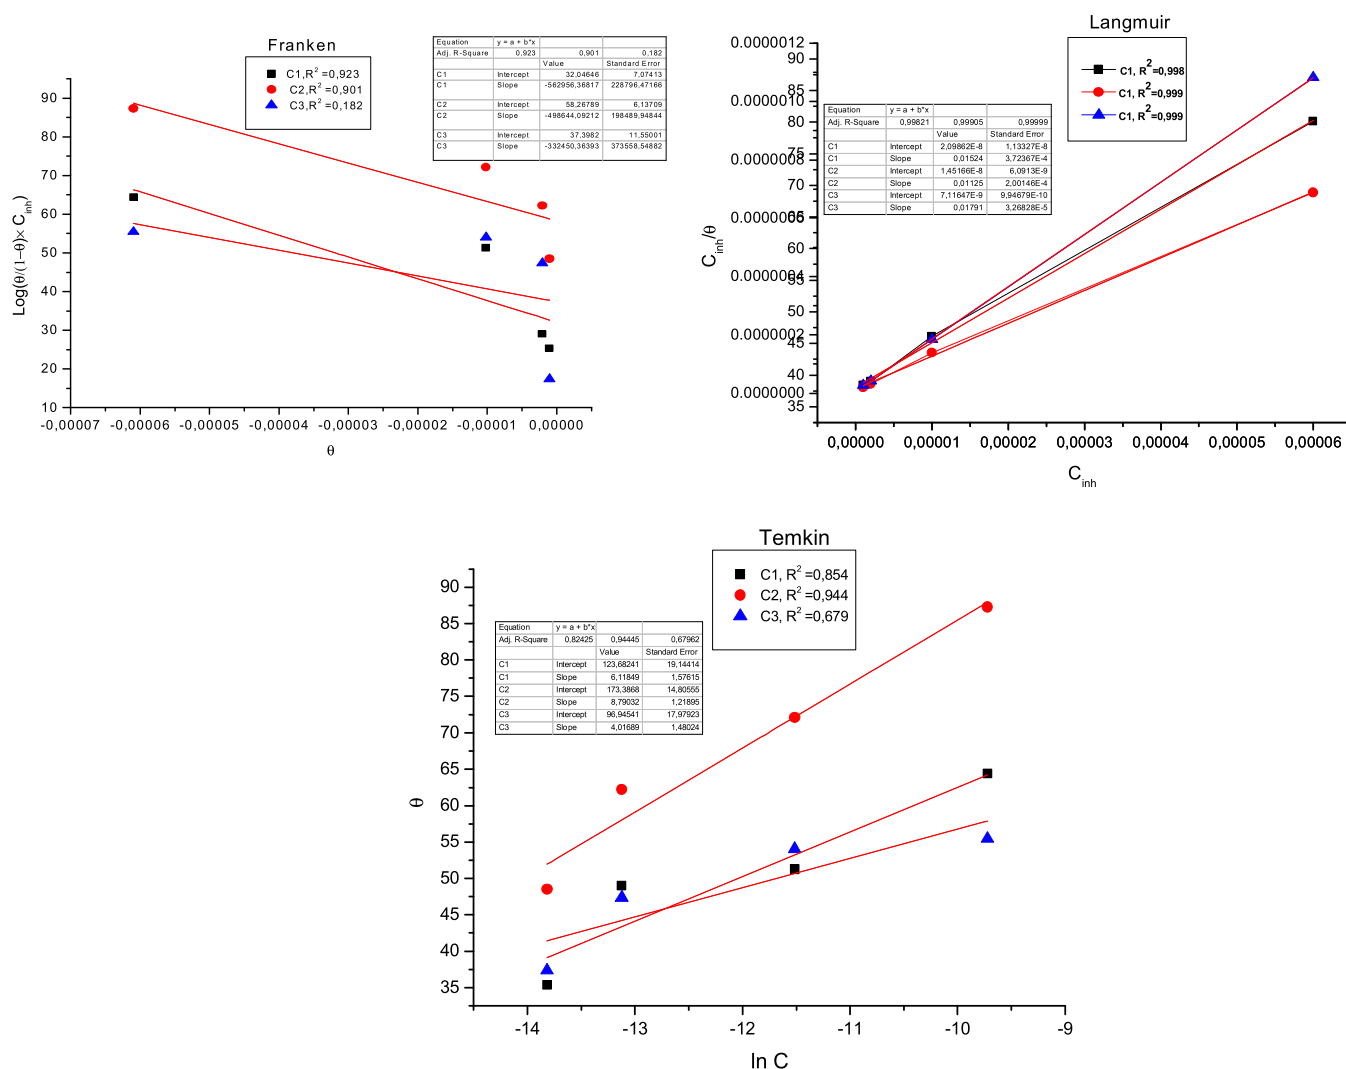 Franken
C1,R2 =0,923
C2,R2 =0,901
C3,R2 =0,182
Equation y = a + b*x
Adj. R-Square 0,923 0,901 0,182
Value Standard Error
C1 Intercept 32,04646 7,07413
C1 Slope -562956,36817 228796,47166
C2 Intercept 58,26789 6,13709
C2 Slope -498644,09212 198489,94844
C3 Intercept 37,3982 11,55001
C3 Slope -332450,36393 373558,54882
Log(θ/(1−θ)× Cinh)
90
80
70
60
50
40
30
20
10
-0,00007 -0,00006 -0,00005 -0,00004 -0,00003 -0,00002 -0,00001 0,00000
θ
Langmuir
C1, R2=0,998
C1, R2=0,999
C1, R2=0,999
Equation y = a + b*x
Adj. R-Square 0,99821 0,99905 0,99999
Value Standard Error
C1 Intercept 2,09862E-8 1,13327E-8
C1 Slope 0,01524 3,72367E-4
C2 Intercept 1,45166E-8 6,0913E-9
C2 Slope 0,01125 2,00146E-4
C3 Intercept 7,11647E-9 9,94679E-10
C3 Slope 0,01791 3,26828E-5
Cinh/θ
0.0000012
90
85
0.0000010
80
75
0.0000008
70
65
0.0000006
60
55
0.0000004
50
45
0.0000002
40
0.0000000
35
0,00000 0,00001 0,00002 0,00003 0,00004 0,00005 0,00006
Cinh
Temkin
C1, R2 =0,854
C2, R2 =0,944
C3, R2 =0,679
Equation y = a + b*x
Adj. R-Square 0,82425 0,94445 0,67962
Value Standard Error
C1 Intercept 123,68241 19,14414
C1 Slope 6,11849 1,57615
C2 Intercept 173,3868 14,80555
C2 Slope 8,79032 1,21895
C3 Intercept 96,94541 17,97923
C3 Slope 4,01689 1,48024
θ
90
85
80
75
70
65
60
55
50
45
40
35
-14 -13 -12 -11 -10 -9
ln C